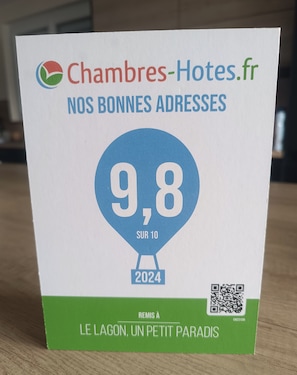 Chambres-Hotes.fr
NOS BONNES ADRESSES
9,8
SUR 10
2024
REMIS À
LE LAGON, UN PETIT PARADIS